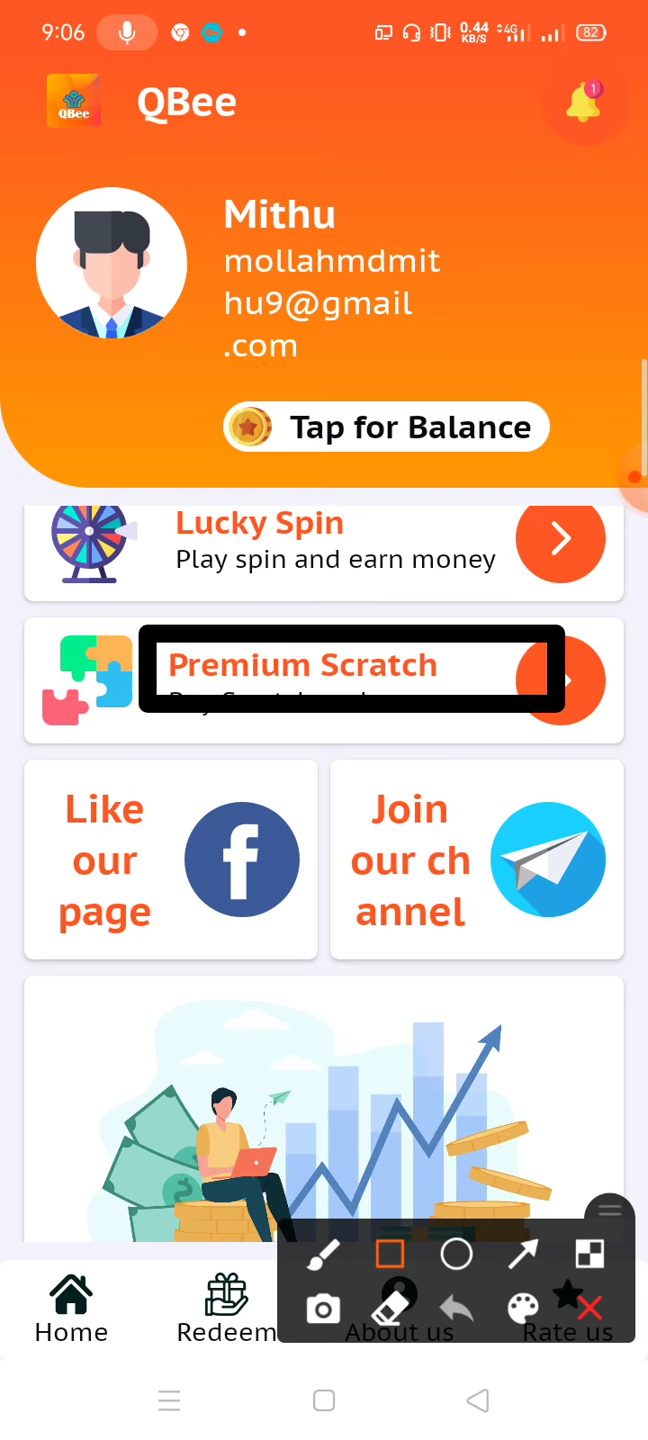 9:06
0.44
KB/S
4G
82
QBee
QBee
1
Mithu
mollahmdmit
hu9@gmail
.com
Tap for Balance
Lucky Spin
Play spin and earn money
Premium Scratch
Like
our
page
Join
our ch
annel
Home
Redeem
About us
Rate us